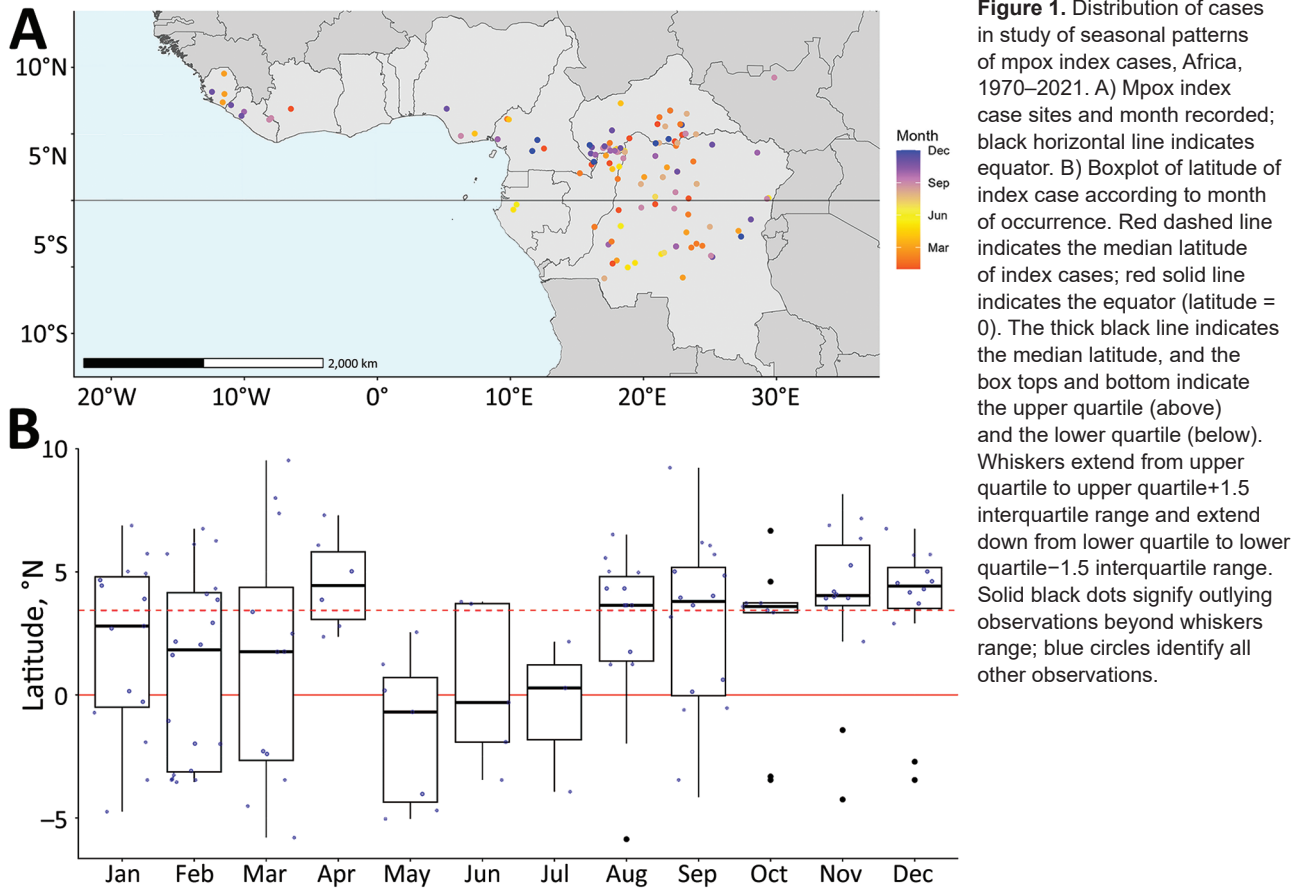 A
10°N
5°N
5°S
10°S
20°W
10°W
0°
10°E
20°E
30°E
2,000 km
Month
Dec
Sep
Jun
Mar
B
Latitude, °N
10
5
0
−5
Jan
Feb
Mar
Apr
May
Jun
Jul
Aug
Sep
Oct
Nov
Dec
Figure 1. Distribution of cases
in study of seasonal patterns
of mpox index cases, Africa,
1970–2021. A) Mpox index
case sites and month recorded;
black horizontal line indicates
equator. B) Boxplot of latitude of
index case according to month
of occurrence. Red dashed line
indicates the median latitude
of index cases; red solid line
indicates the equator (latitude =
0). The thick black line indicates
the median latitude, and the
box tops and bottom indicate
the upper quartile (above)
and the lower quartile (below).
Whiskers extend from upper
quartile to upper quartile+1.5
interquartile range and extend
down from lower quartile to lower
quartile−1.5 interquartile range.
Solid black dots signify outlying
observations beyond whiskers
range; blue circles identify all
other observations.